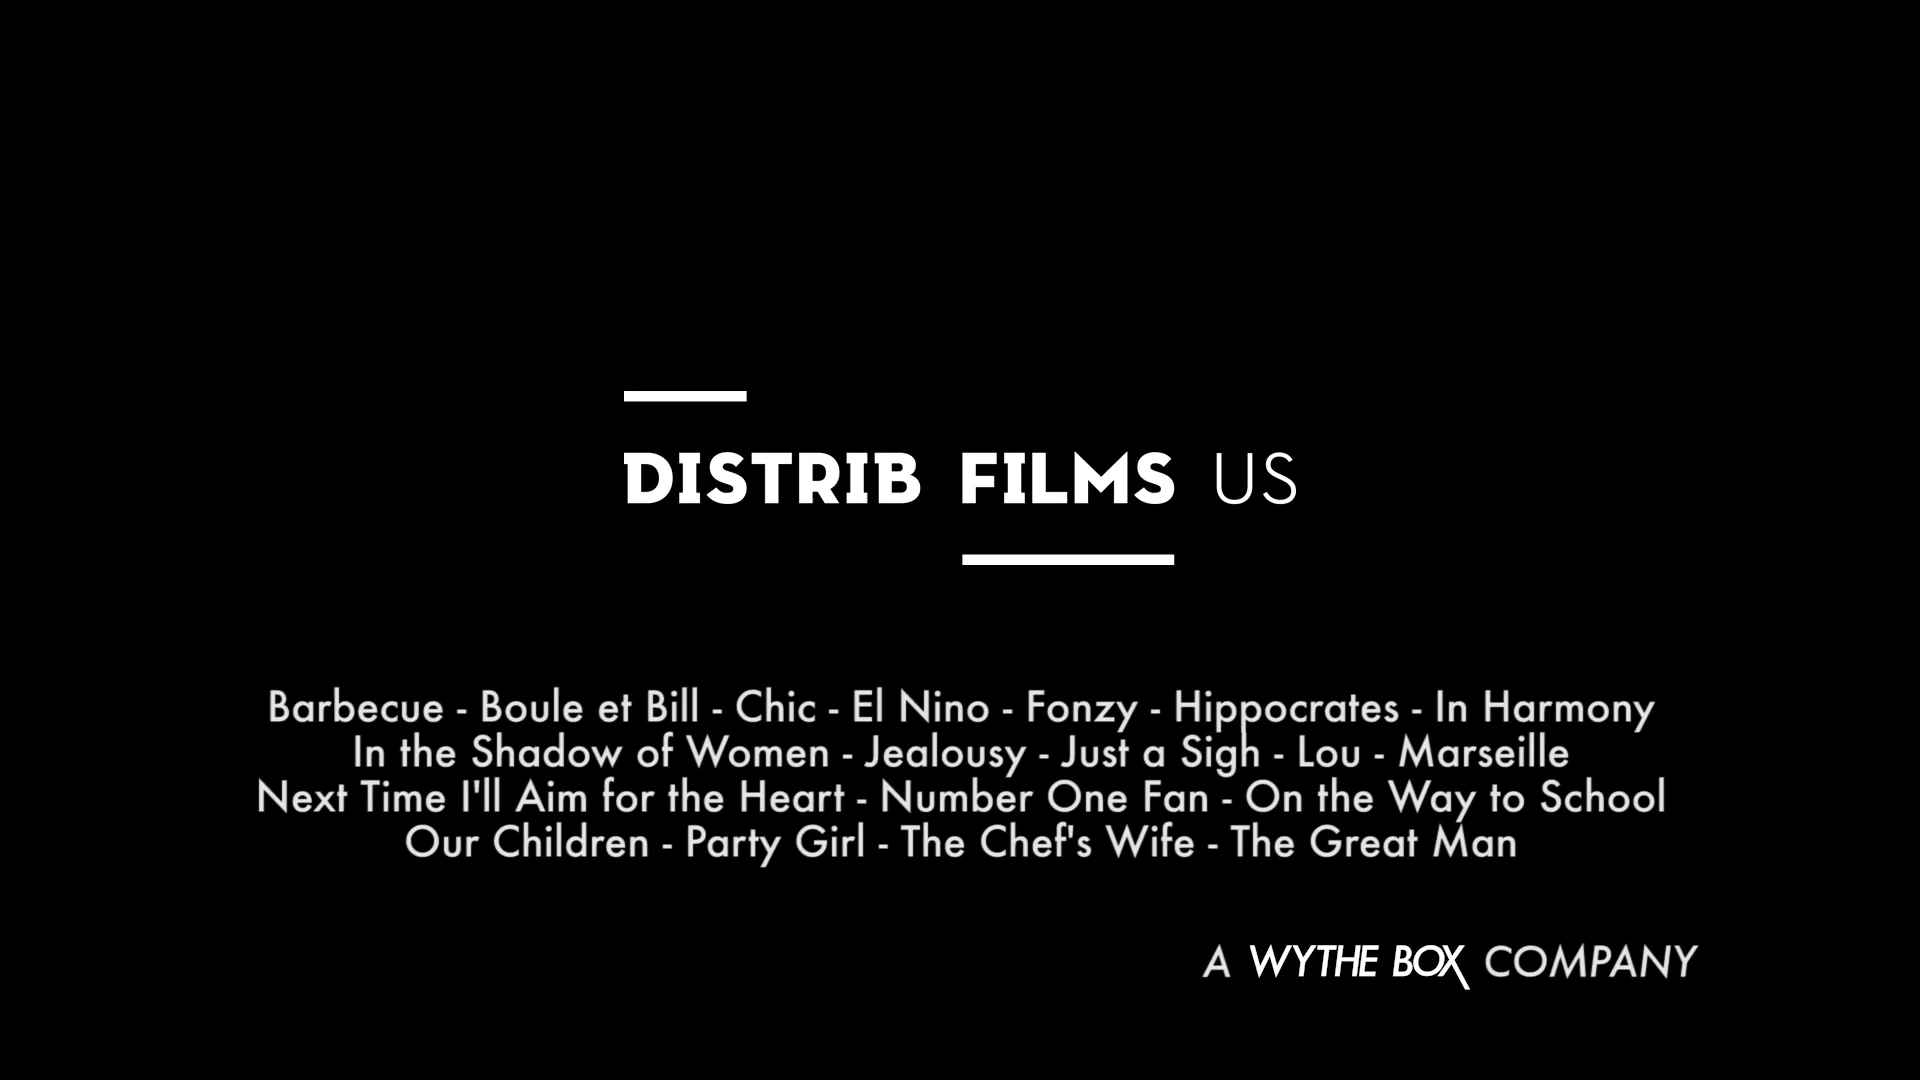 DISTRIB FILMS US
Barbecue - Boule et Bill - Chic - El Nino - Fonzy - Hippocrates - In Harmony
In the Shadow of Women - Jealousy - Just a Sigh - Lou - Marseille
Next Time I'll Aim for the Heart - Number One Fan - On the Way to School
Our Children - Party Girl - The Chef's Wife - The Great Man
A WYTHE BOX COMPANY